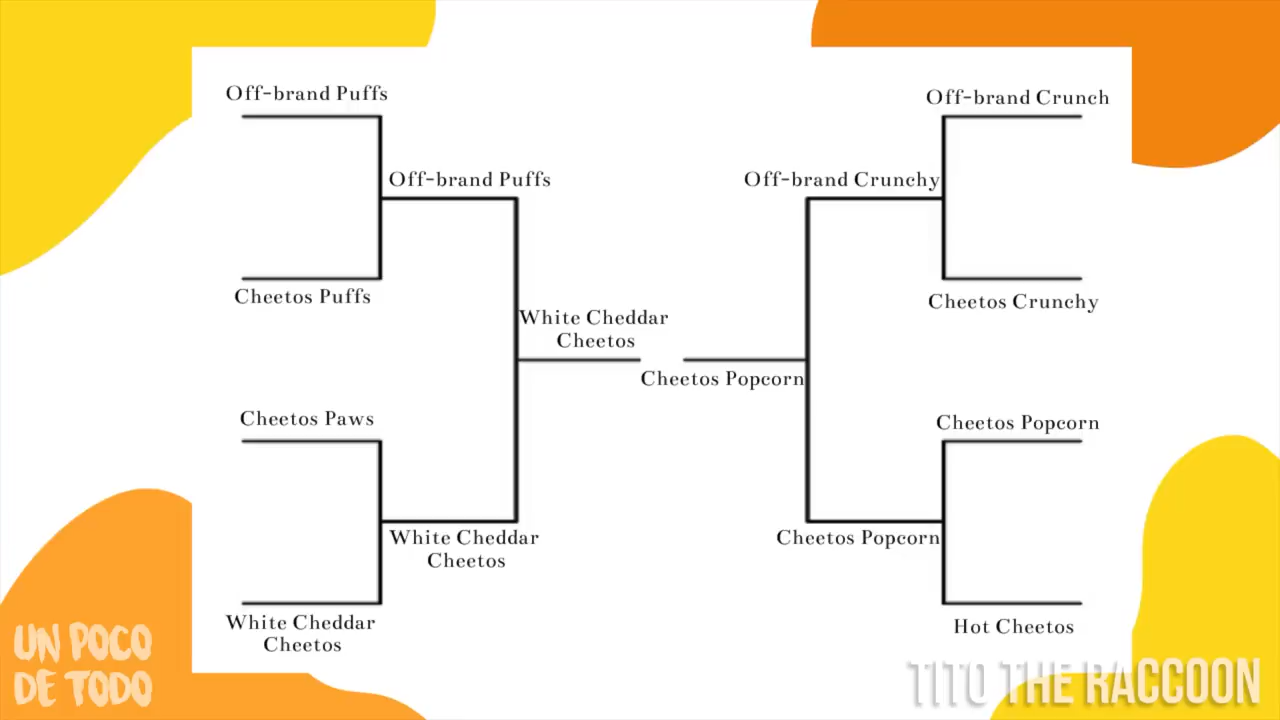 Off-brand Puffs
Off-brand Crunch
Off-brand Puffs
Off-brand Crunchy
Cheetos Puffs
Cheetos Crunchy
White Cheddar
Cheetos
Cheetos Popcorn
Cheetos Paws
Cheetos Popcorn
White Cheddar
Cheetos
Cheetos Popcorn
White Cheddar
Cheetos
Hot Cheetos
UN POCO
DE TODO
TITO THE RACCOON